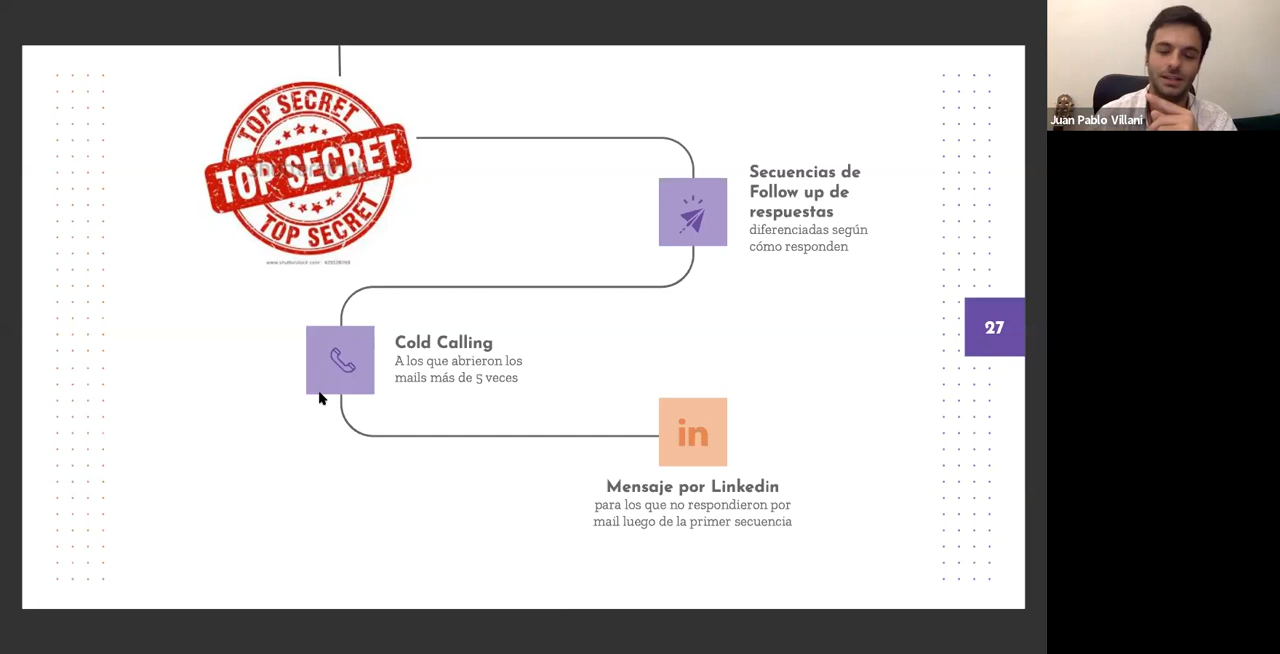 TOP SECRET
TOP SECRET
TOP SECRET
Secuencias de
Follow up de
respuestas
diferenciadas según
cómo responden
27
Cold Calling
A los que abrieron los
mails más de 5 veces
in
Mensaje por Linkedin
para los que no respondieron por
mail luego de la primer secuencia
Juan Pablo Villani